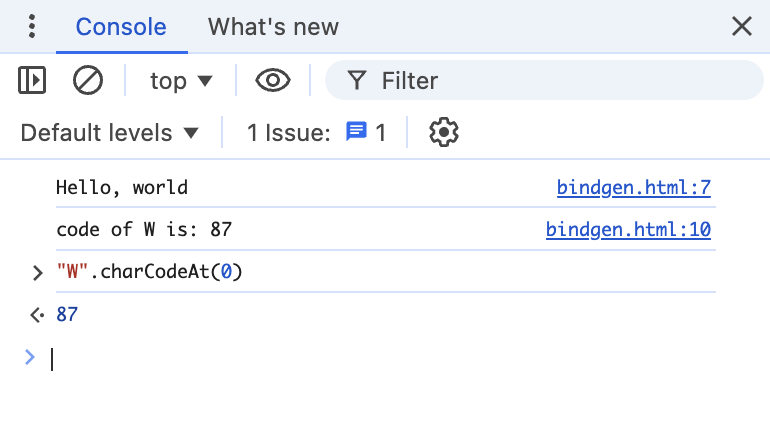 Console What's new
top Filter
Default levels 1 Issue: 1
Hello, world bindgen.html:7
code of W is: 87 bindgen.html:10
"W".charCodeAt(0)
87